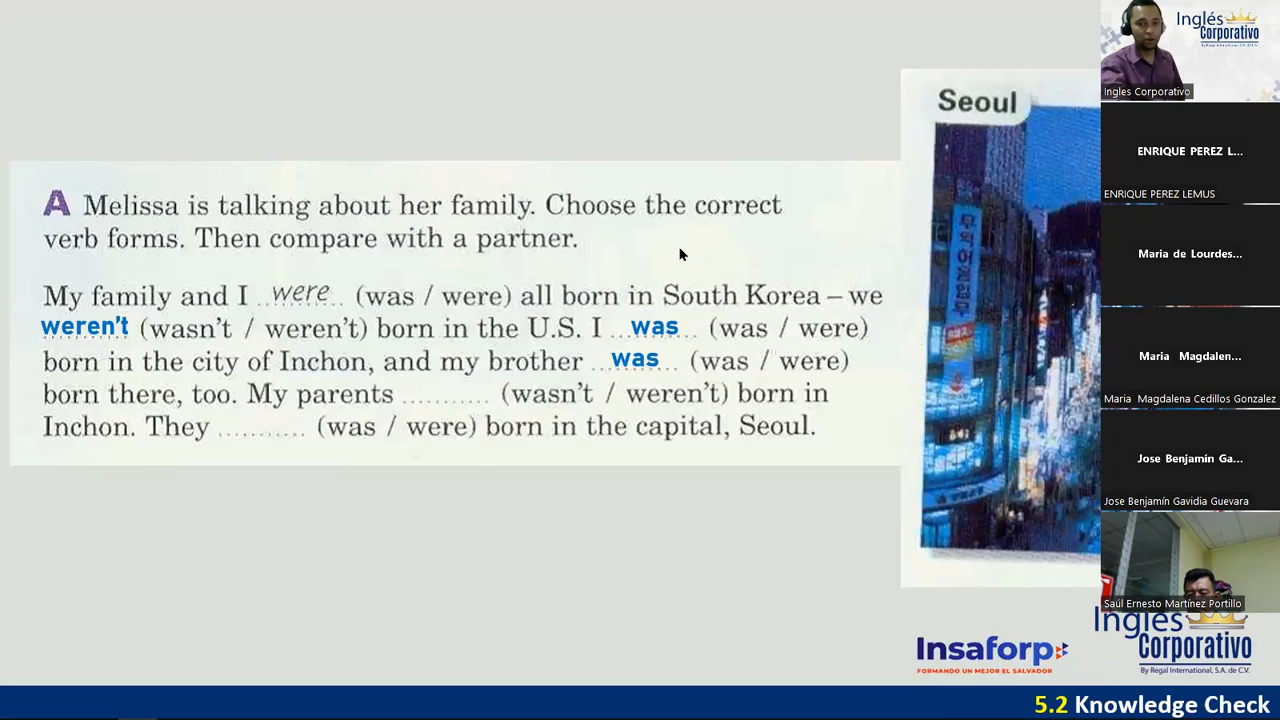 Seoul
A Melissa is talking about her family. Choose the correct
verb forms. Then compare with a partner.
My family and I were (was / were) all born in South Korea – we
weren't (wasn't / weren't) born in the U.S. I was (was / were)
born in the city of Inchon, and my brother was (was / were)
born there, too. My parents ........... (wasn't / weren't) born in
Inchon. They ........... (was / were) born in the capital, Seoul.
Inglés
Corporativo
Ingles Corporativo
ENRIQUE PEREZ L...
ENRIQUE PEREZ LEMUS
Maria de Lourdes...
Maria Magdalen...
Maria Magdalena Cedillos Gonzalez
Jose Benjamín Ga...
Jose Benjamín Gavidia Guevara
Saúl Ernesto Martínez Portillo
Insaforp
FORMANDO UN MEJOR EL SALVADOR
Inglés
Corporativo
By Regal International, S.A. de C.V.
5.2 Knowledge Check